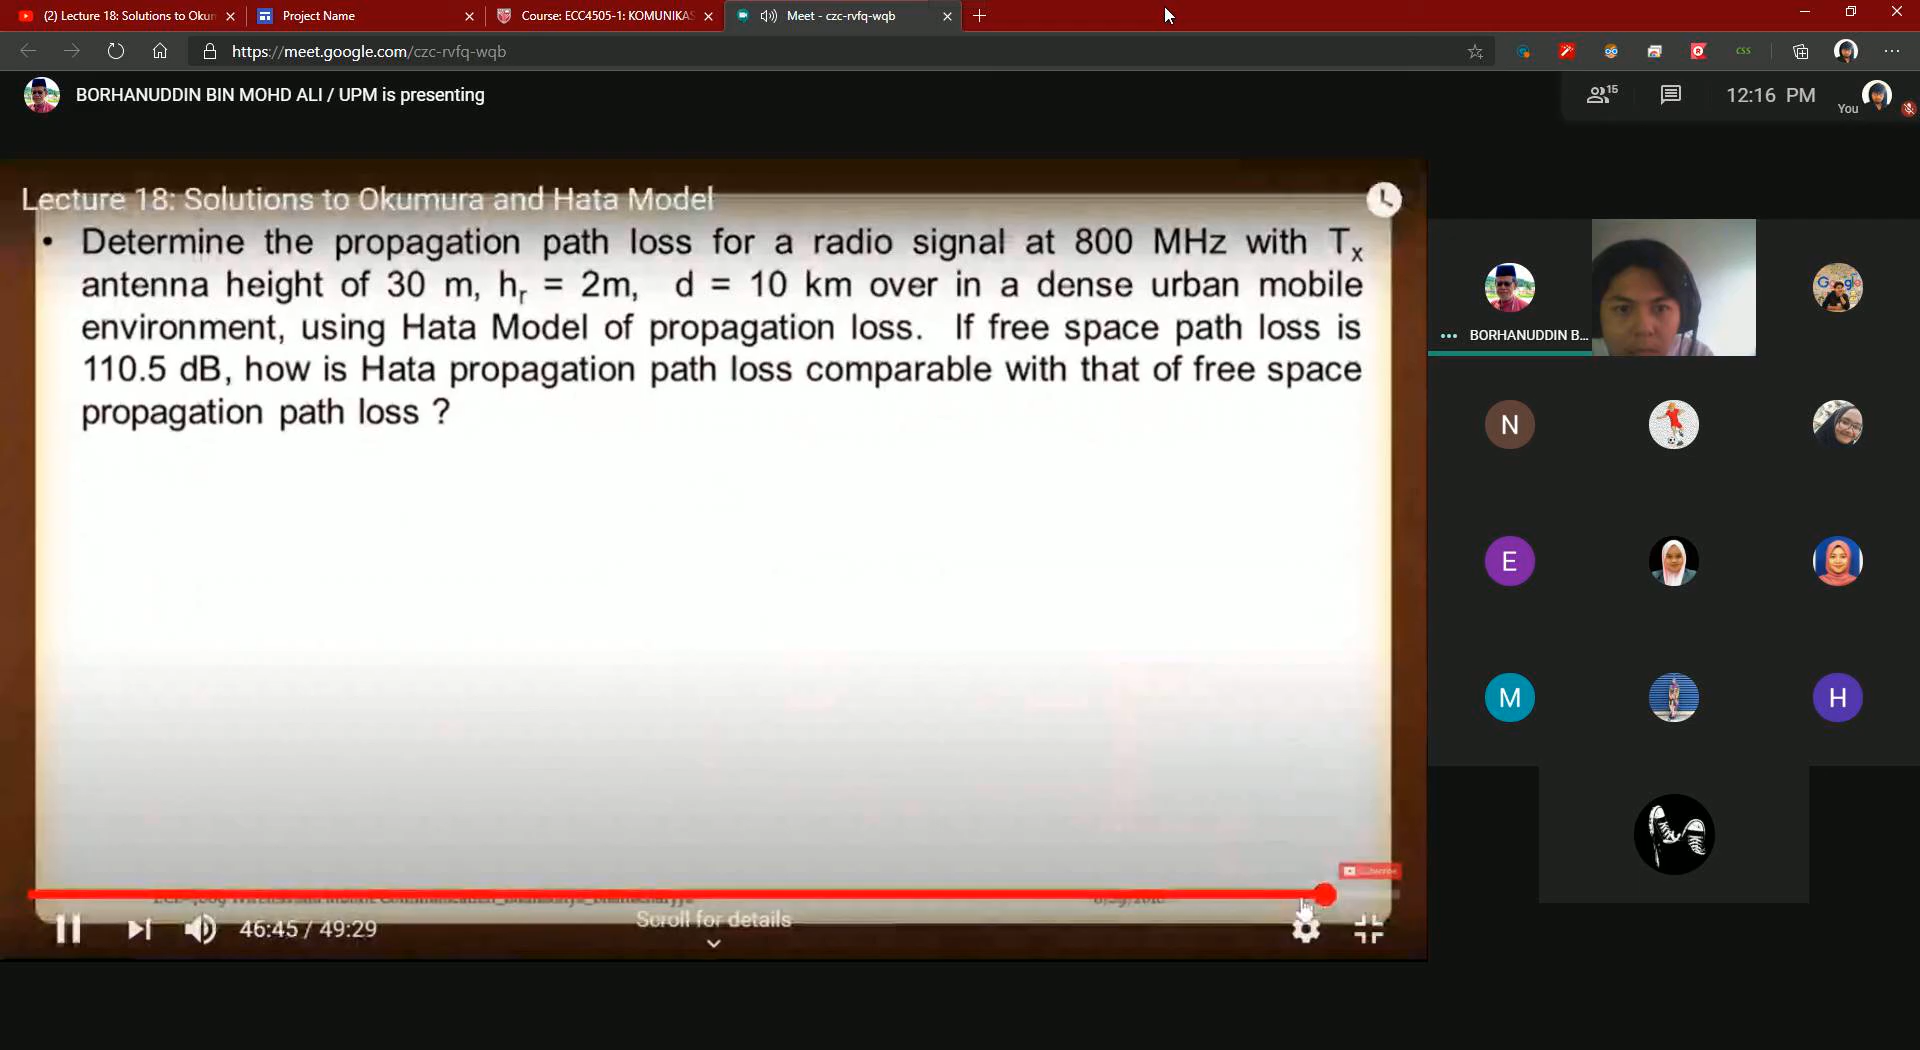 (2) Lecture 18: Solutions to Okun
Project Name
Course: ECC4505-1: KOMUNIKAS
Meet - czc-rvfq-wqb
https://meet.google.com/czc-rvfq-wqb
CSS
BORHANUDDIN BIN MOHD ALI / UPM is presenting
15
12:16 PM
You
Lecture 18: Solutions to Okumura and Hata Model
• Determine the propagation path loss for a radio signal at 800 MHz with Tx
antenna height of 30 m, hr = 2m, d = 10 km over in a dense urban mobile
environment, using Hata Model of propagation loss. If free space path loss is
110.5 dB, how is Hata propagation path loss comparable with that of free space
propagation path loss ?
Google
BORHANUDDIN B...
N
E
M
H
Scroll for details
46:45 / 49:29